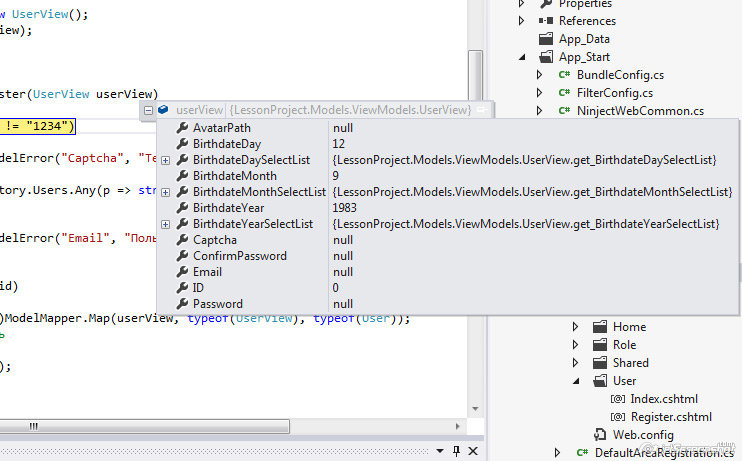 w UserView();
iew);
ster(UserView userView)
!= "1234")
delError("Captcha", "Те
tory.Users.Any(p => str
delError("Email", "Поль
id)
)ModelMapper.Map(userView, typeof(UserView), typeof(User));
ь
);
userView {LessonProject.Models.ViewModels.UserView}
AvatarPath null
BirthdateDay 12
BirthdateDaySelectList {LessonProject.Models.ViewModels.UserView.get_BirthdateDaySelectList}
BirthdateMonth 9
BirthdateMonthSelectList {LessonProject.Models.ViewModels.UserView.get_BirthdateMonthSelectList}
BirthdateYear 1983
BirthdateYearSelectList {LessonProject.Models.ViewModels.UserView.get_BirthdateYearSelectList}
Captcha null
ConfirmPassword null
Email null
ID 0
Password null
Properties
References
App_Data
App_Start
C# BundleConfig.cs
C# FilterConfig.cs
C# NinjectWebCommon.cs
Home
Role
Shared
User
[@] Index.cshtml
[@] Register.cshtml
Web.config
C# DefaultAreaRegistration.cs